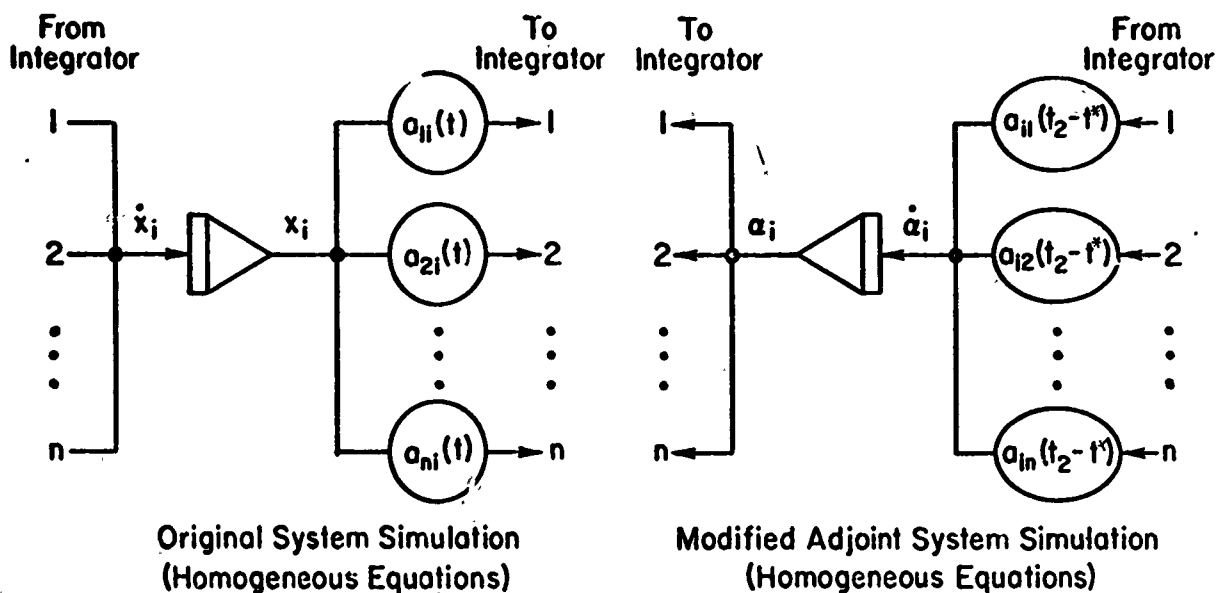 From
Integrator
1
2
n
ẋᵢ
xᵢ
a₁ᵢ(t)
a₂ᵢ(t)
aₙᵢ(t)
To
Integrator
1
2
n
Original System Simulation
(Homogeneous Equations)
To
Integrator
1
2
n
αᵢ
α̇ᵢ
aᵢ₁(t₂-t*)
aᵢ₂(t₂-t*)
aᵢₙ(t₂-t*)
From
Integrator
1
2
n
Modified Adjoint System Simulation
(Homogeneous Equations)